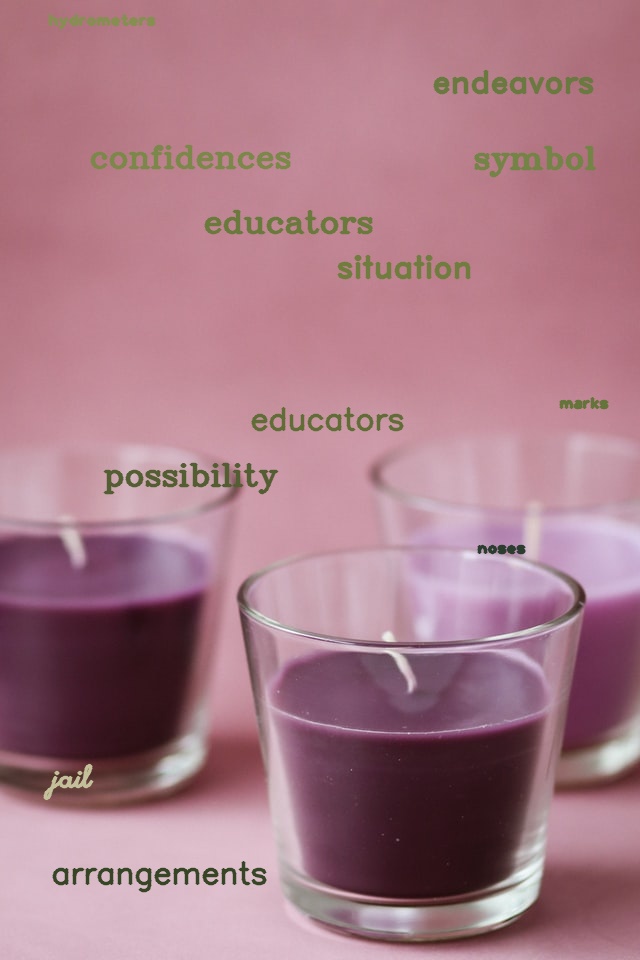 hydrometers
endeavors
confidences
symbol
educators
situation
marks
educators
possibility
noses
jail
arrangements